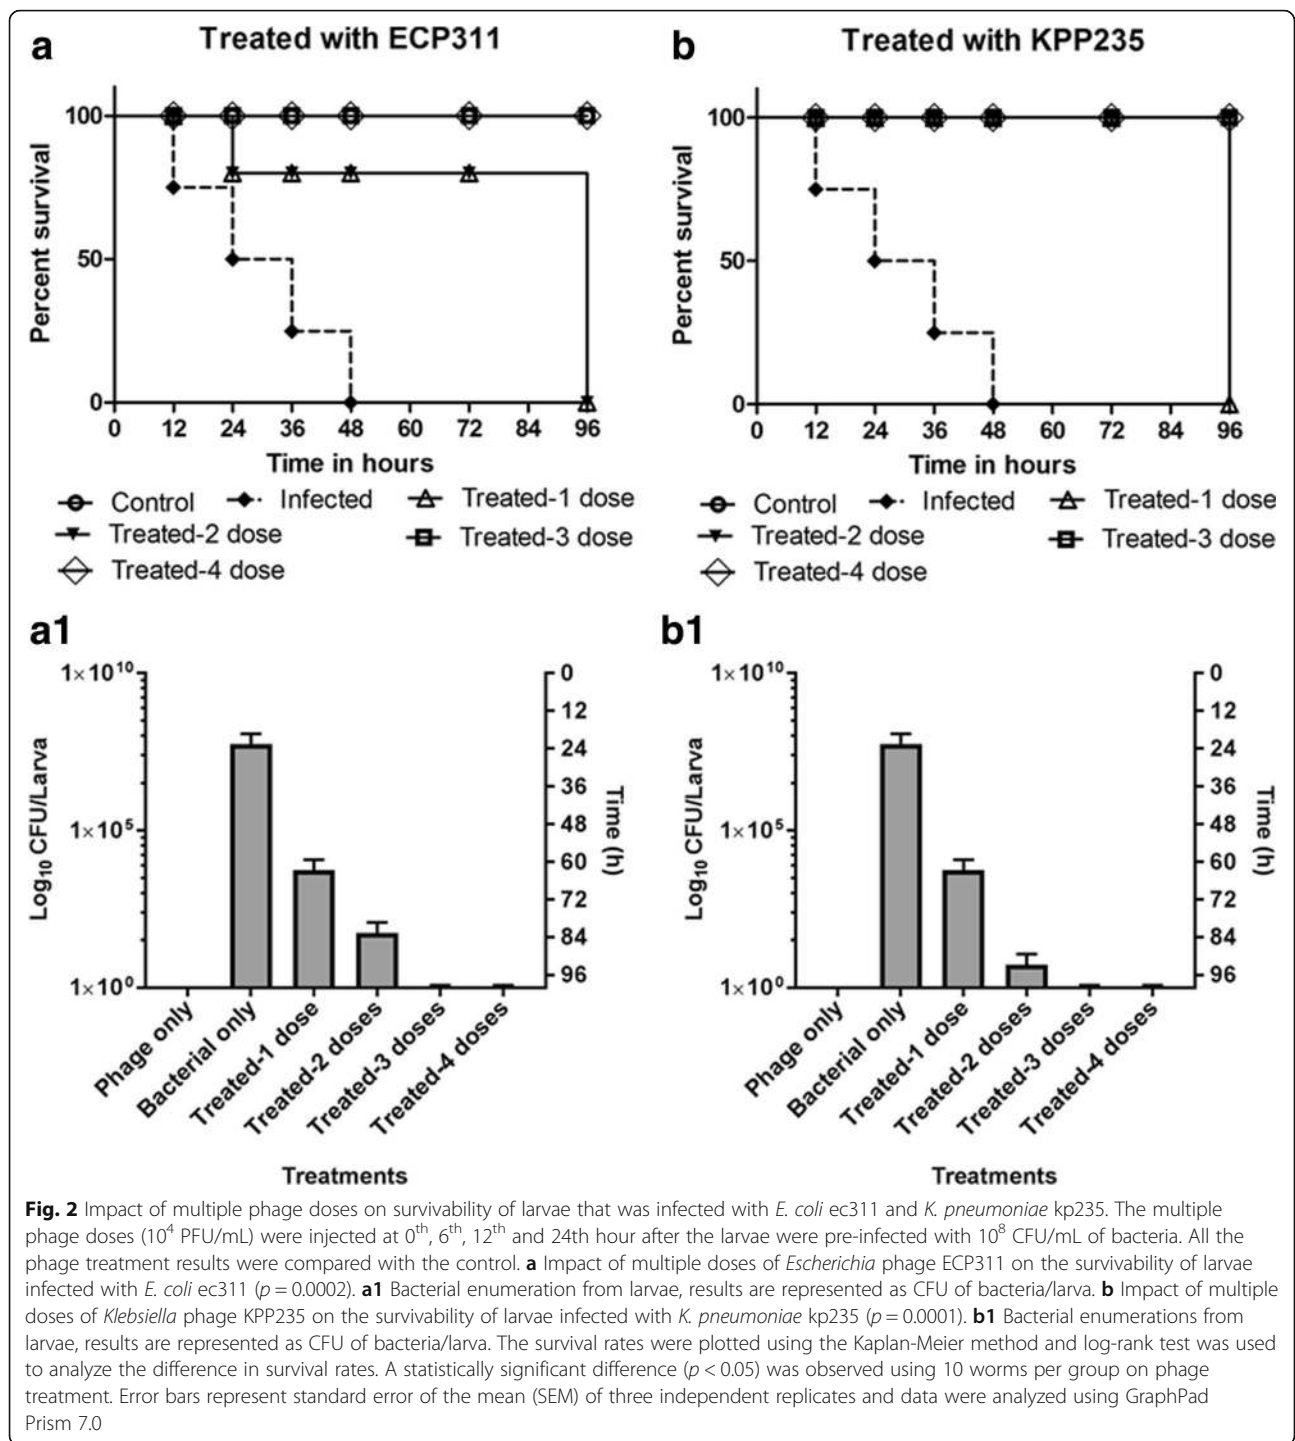 a
Treated with ECP311
100
50
0
Percent survival
0 12 24 36 48 60 72 84 96
Time in hours
Control Infected Treated-1 dose
Treated-2 dose Treated-3 dose
Treated-4 dose
b
Treated with KPP235
100
50
0
Percent survival
0 12 24 36 48 60 72 84 96
Time in hours
Control Infected Treated-1 dose
Treated-2 dose Treated-3 dose
Treated-4 dose
a1
1×10¹⁰
1×10⁵
1×10⁰
Log₁₀ CFU/Larva
0
12
24
36
48
60
72
84
96
Time (h)
Phage only
Bacterial only
Treated-1 dose
Treated-2 doses
Treated-3 doses
Treated-4 doses
Treatments
b1
1×10¹⁰
1×10⁵
1×10⁰
Log₁₀ CFU/Larva
0
12
24
36
48
60
72
84
96
Time (h)
Phage only
Bacterial only
Treated-1 dose
Treated-2 doses
Treated-3 doses
Treated-4 doses
Treatments
Fig. 2 Impact of multiple phage doses on survivability of larvae that was infected with E. coli ec311 and K. pneumoniae kp235. The multiple
phage doses (10⁴ PFU/mL) were injected at 0th, 6th, 12th and 24th hour after the larvae were pre-infected with 10⁸ CFU/mL of bacteria. All the
phage treatment results were compared with the control. a Impact of multiple doses of Escherichia phage ECP311 on the survivability of larvae
infected with E. coli ec311 (p = 0.0002). a1 Bacterial enumeration from larvae, results are represented as CFU of bacteria/larva. b Impact of multiple
doses of Klebsiella phage KPP235 on the survivability of larvae infected with K. pneumoniae kp235 (p = 0.0001). b1 Bacterial enumerations from
larvae, results are represented as CFU of bacteria/larva. The survival rates were plotted using the Kaplan-Meier method and log-rank test was used
to analyze the difference in survival rates. A statistically significant difference (p < 0.05) was observed using 10 worms per group on phage
treatment. Error bars represent standard error of the mean (SEM) of three independent replicates and data were analyzed using GraphPad
Prism 7.0